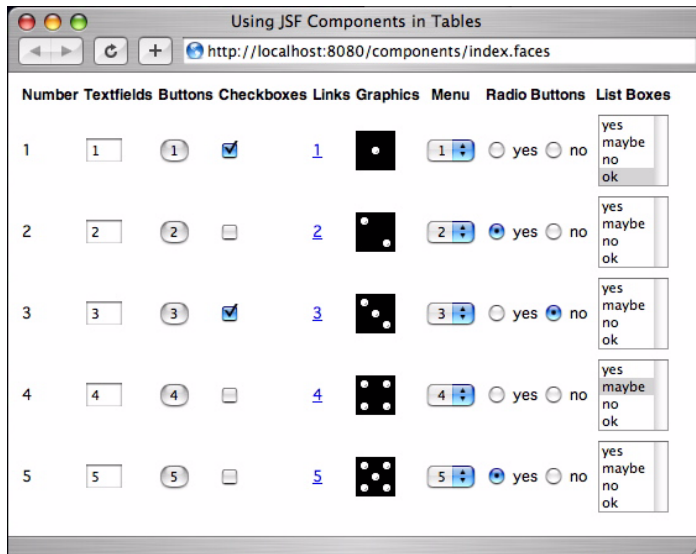 Using JSF Components in Tables
http://localhost:8080/components/index.faces
Number Textfields Buttons Checkboxes Links Graphics Menu Radio Buttons List Boxes
yes
maybe
1 1 1 1 1 yes no
no
ok
yes
maybe
2 2 2 2 2 yes no
no
ok
yes
maybe
3 3 3 3 3 yes no
no
ok
yes
maybe
4 4 4 4 4 yes no
no
ok
yes
maybe
5 5 5 5 5 yes no
no
ok